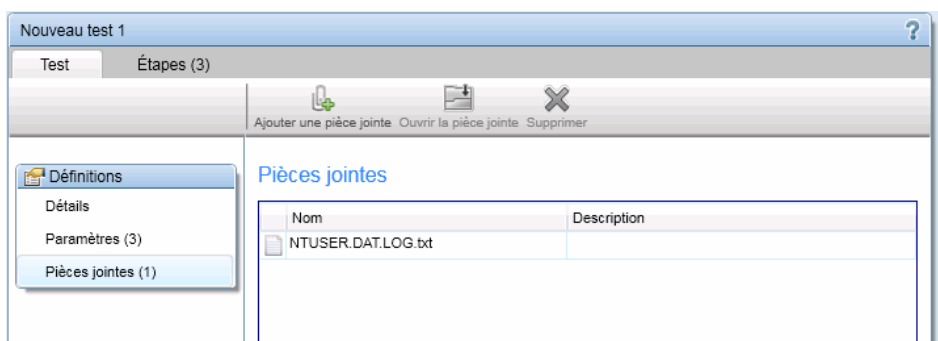 Nouveau test 1 ?
Test Étapes (3)
Ajouter une pièce jointe Ouvrir la pièce jointe Supprimer
Définitions
Détails
Paramètres (3)
Pièces jointes (1)
Pièces jointes
Nom Description
NTUSER.DAT.LOG.txt